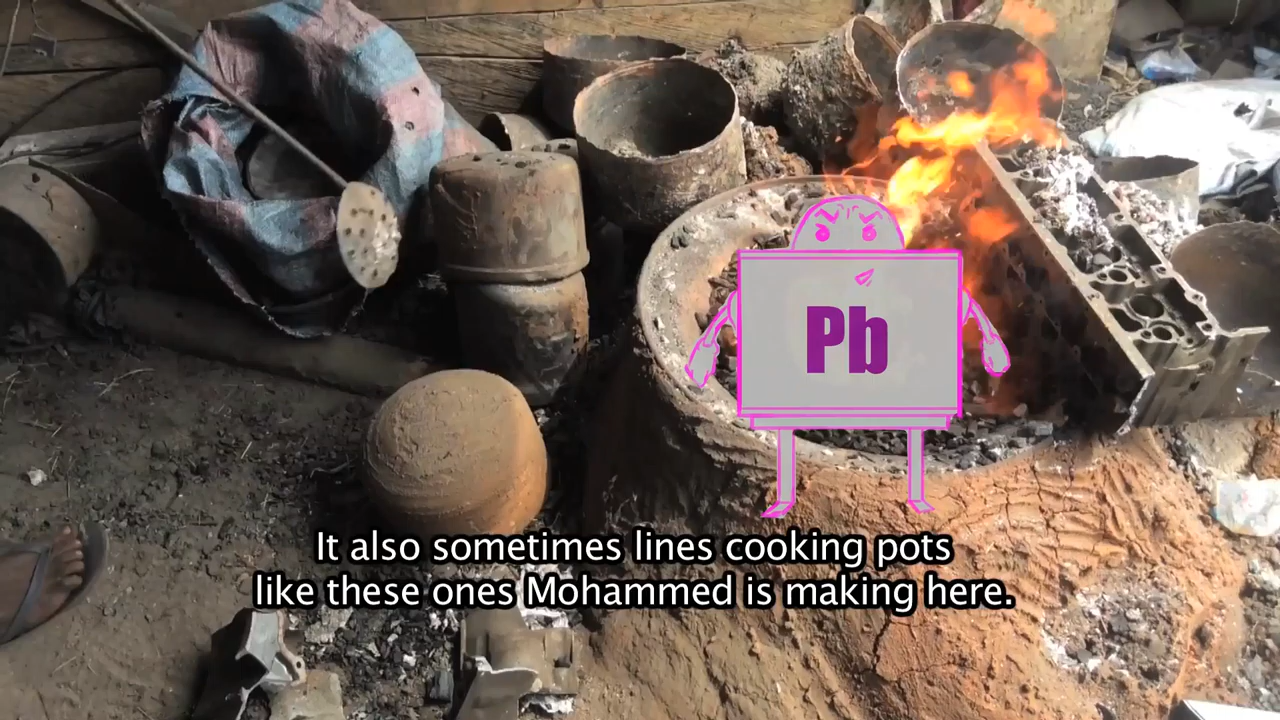 Pb
It also sometimes lines cooking pots
like these ones Mohammed is making here.